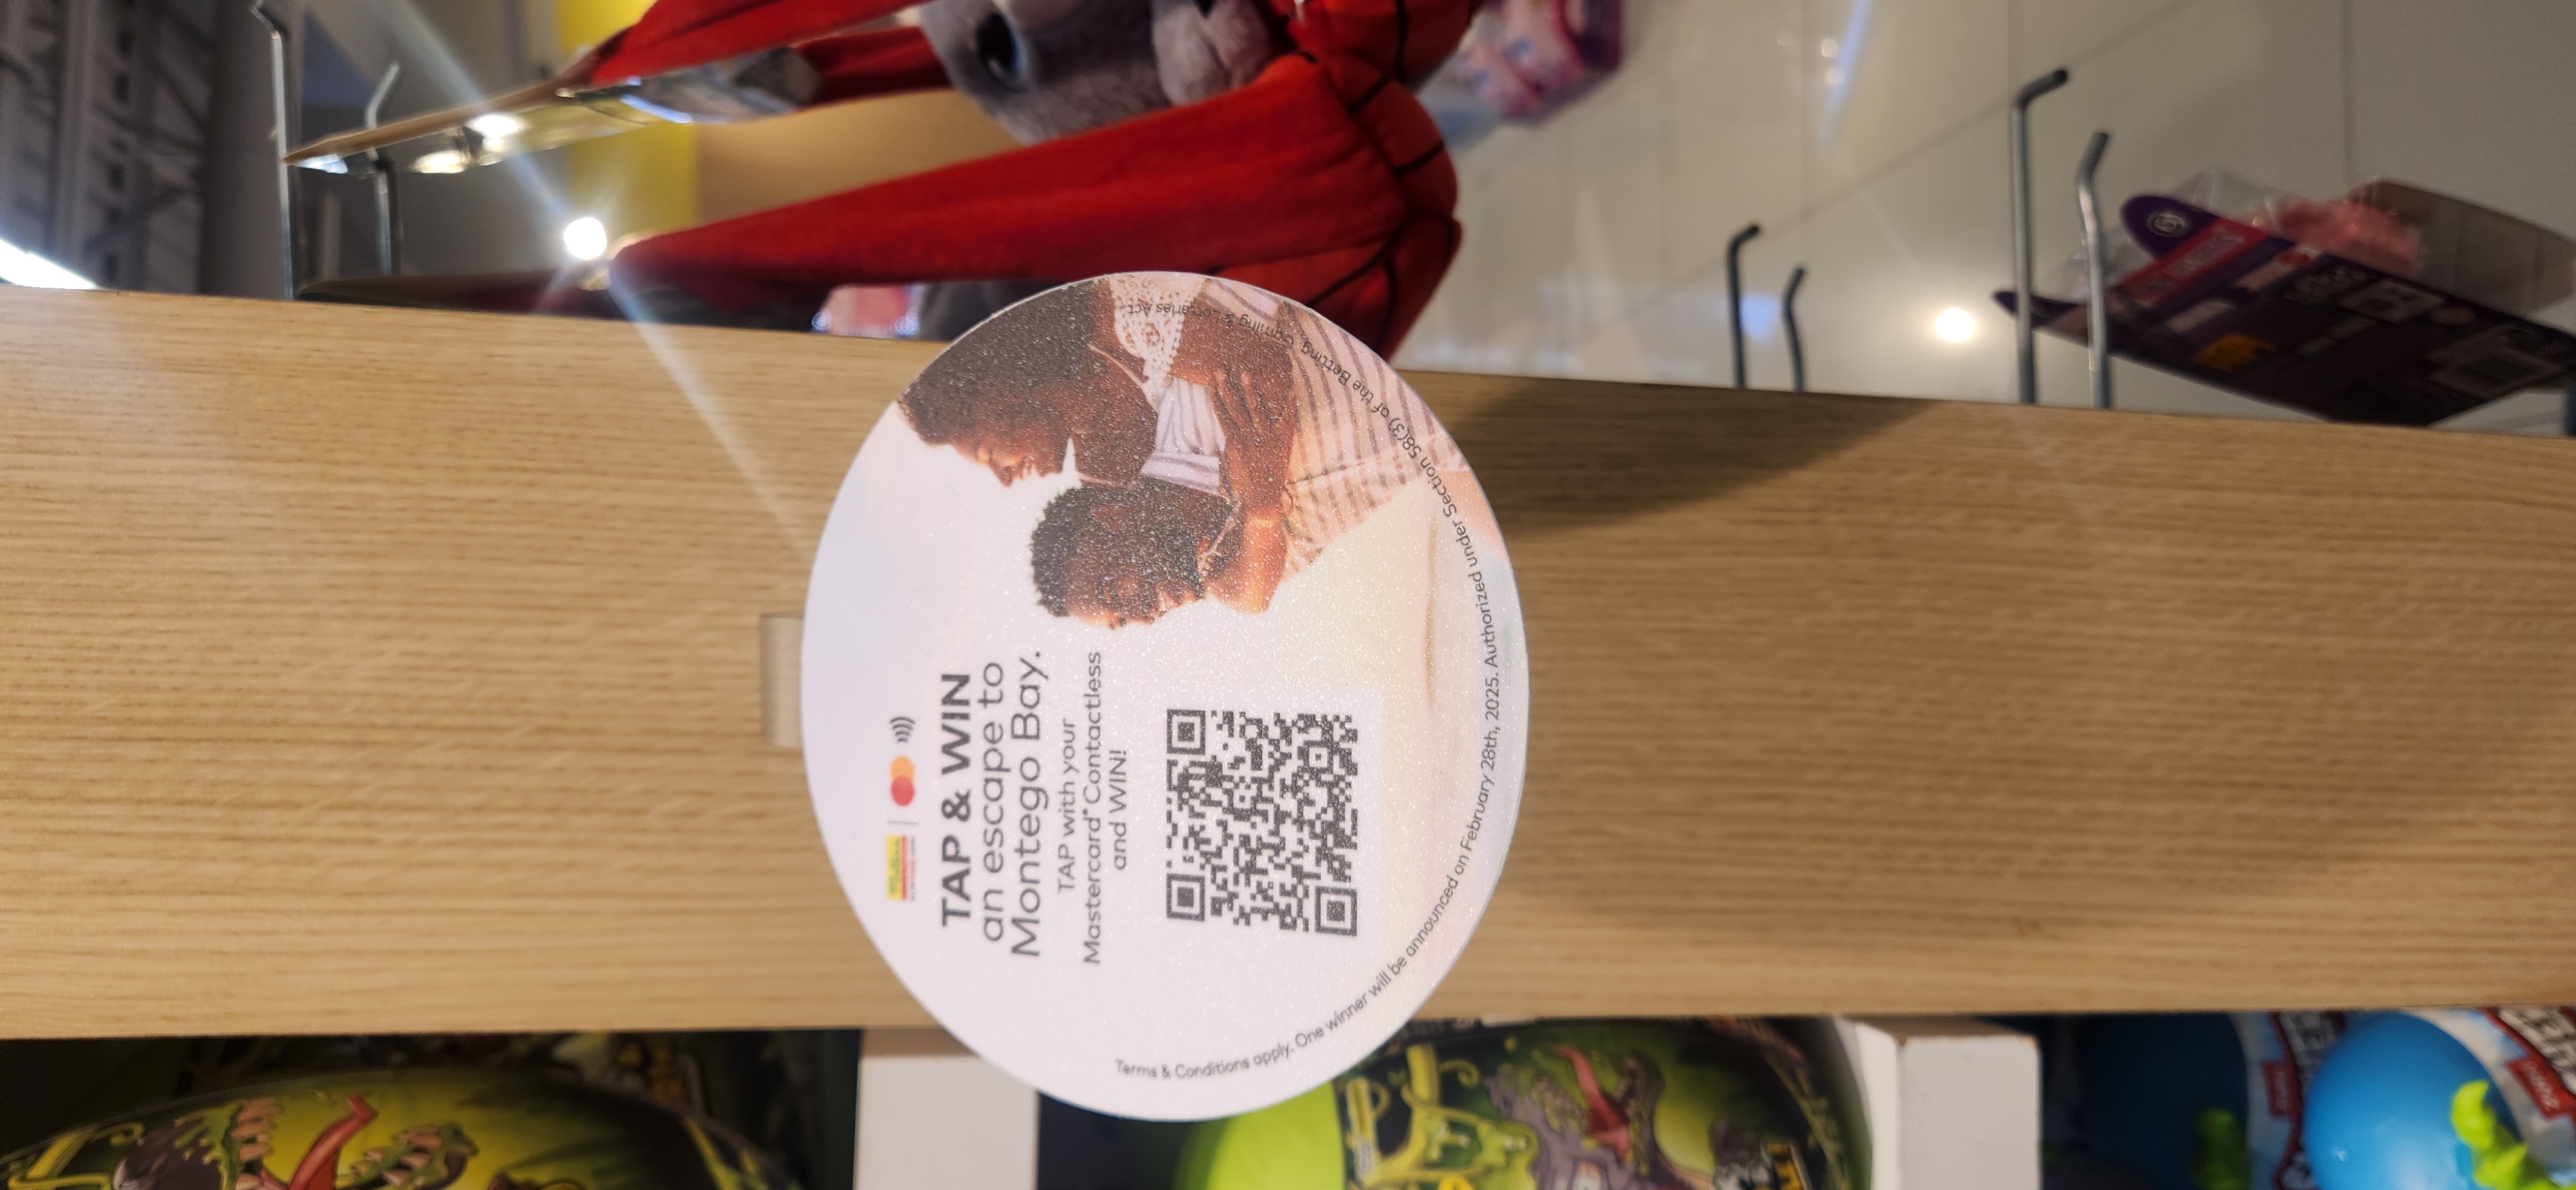 TAP & WIN
an escape to
Montego Bay.
TAP with your
Mastercard® Contactless
and WIN!
Terms & Conditions apply. One winner will be announced on February 28th, 2025. Authorized under Section 58(3) of the Betting, Gaming & Lotteries Act.